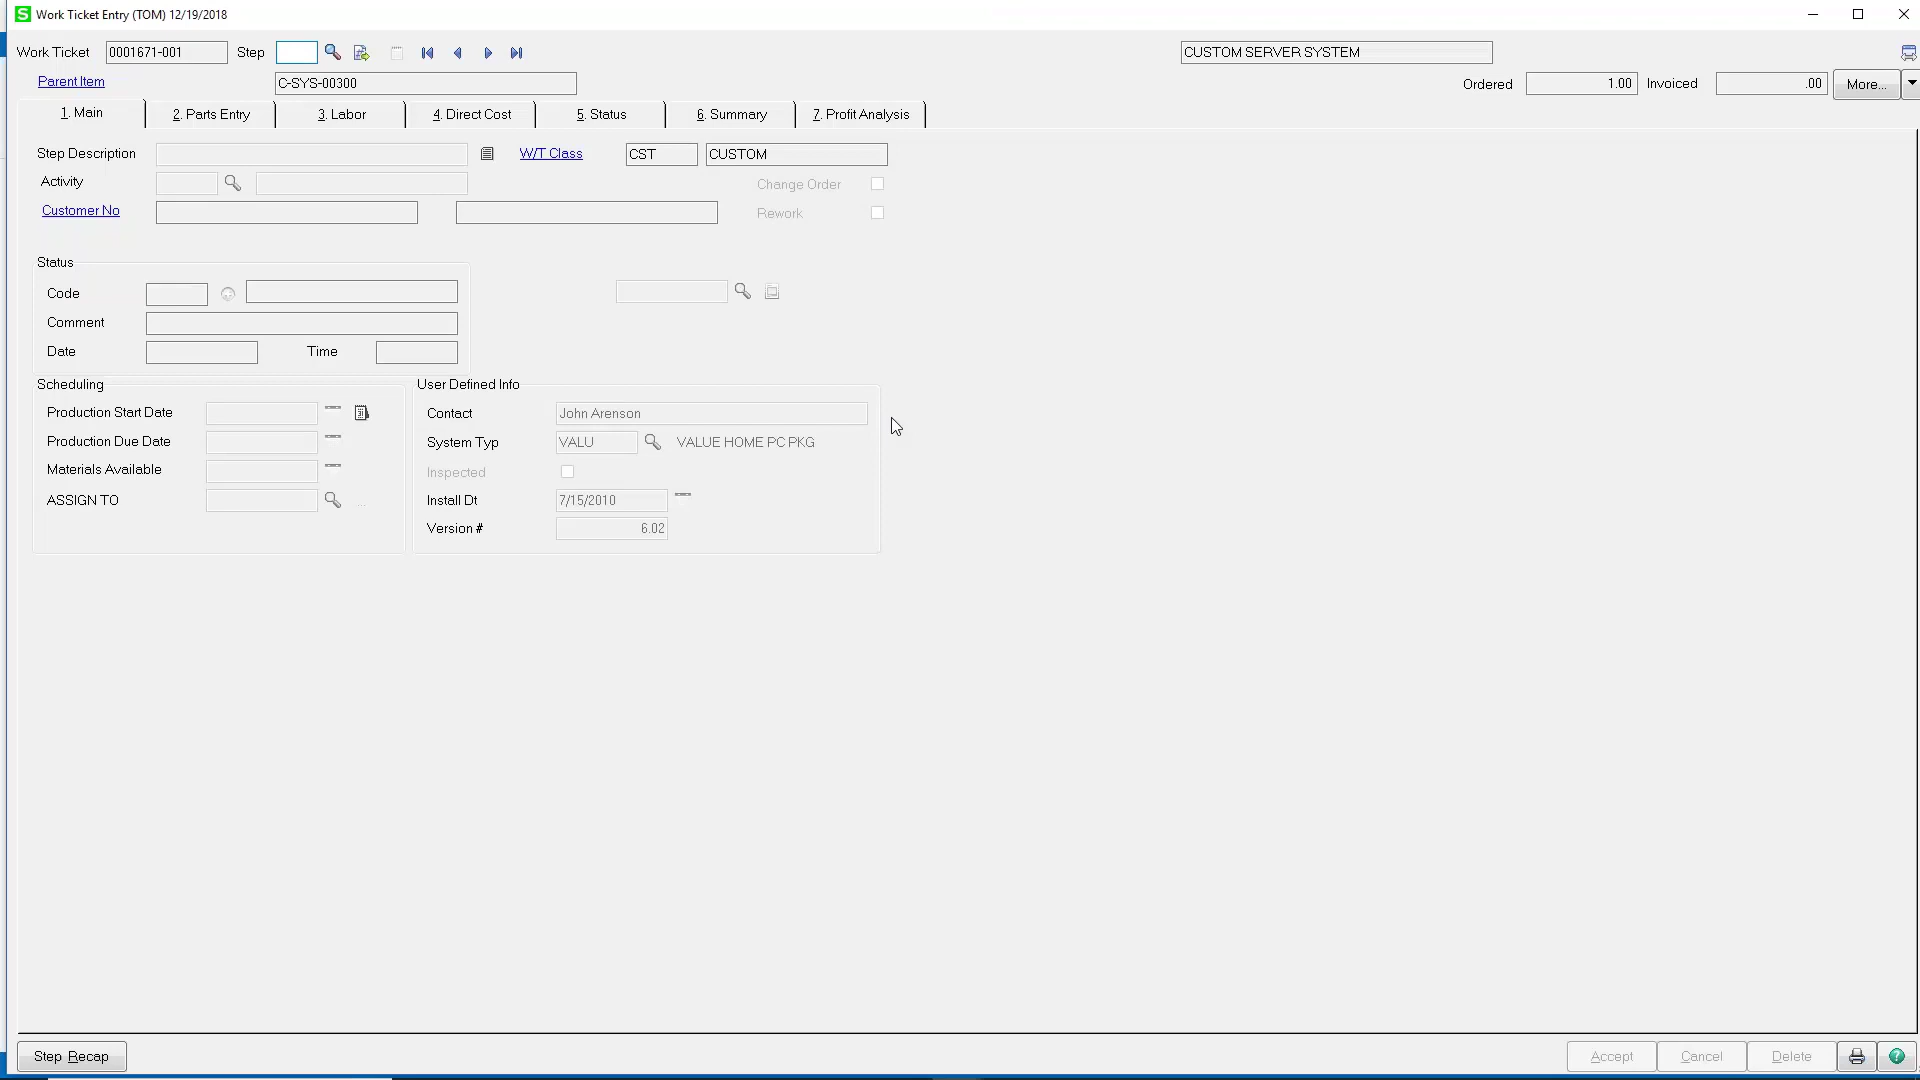 Work Ticket Entry (TOM) 12/19/2018
Work Ticket 0001671-001 Step CUSTOM SERVER SYSTEM
Parent Item C-SYS-00300 Ordered 1.00 Invoiced .00 More...
1. Main 2. Parts Entry 3. Labor 4. Direct Cost 5. Status 6. Summary 7. Profit Analysis
Step Description W/T Class CST CUSTOM
Activity Change Order
Customer No Rework
Status
Code
Comment
Date Time
Scheduling User Defined Info
Production Start Date Contact John Arenson
Production Due Date System Typ VALU VALUE HOME PC PKG
Materials Available Inspected
ASSIGN TO Install Dt 7/15/2010
Version # 6.02
Step Recap Accept Cancel Delete